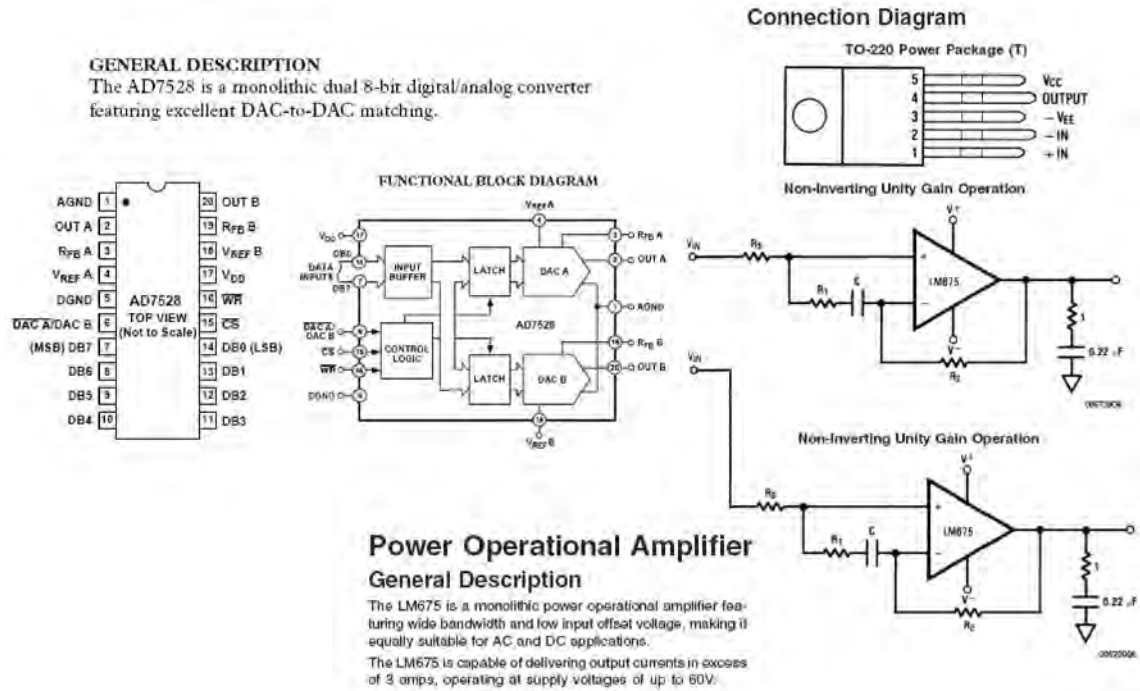 Connection Diagram
TO-220 Power Package (T)
5 VCC
4 OUTPUT
3 – VEE
2 – IN
1 + IN
GENERAL DESCRIPTION
The AD7528 is a monolithic dual 8-bit digital/analog converter
featuring excellent DAC-to-DAC matching.
AGND 1
OUT A 2
RFB A 3
VREF A 4
DGND 5
DAC A/DAC B 6
(MSB) DB7 7
DB6 8
DB5 9
DB4 10
AD7528
TOP VIEW
(Not to Scale)
20 OUT B
19 RFB B
18 VREF B
17 VDD
16 WR
15 CS
14 DB0 (LSB)
13 DB1
12 DB2
11 DB3
FUNCTIONAL BLOCK DIAGRAM
VREF A
VDD
DB0
DATA
INPUTS
DB7
INPUT
BUFFER
LATCH
DAC A
RFB A
OUT A
AGND
AD7528
DAC A/
DAC B
CS
WR
DGND
CONTROL
LOGIC
LATCH
DAC B
RFB B
OUT B
VREF B
Non-Inverting Unity Gain Operation
VIN
R1
C
V+
LM675
V–
R2
1
0.22
VIN
Non-Inverting Unity Gain Operation
R1
C
V+
LM675
V–
R2
1
0.22
Power Operational Amplifier
General Description
The LM675 is a monolithic power operational amplifier fea-
turing wide bandwidth and low input offset voltage, making it
equally suitable for AC and DC applications.
The LM675 is capable of delivering output currents in excess
of 3 amps, operating at supply voltages of up to 60V.